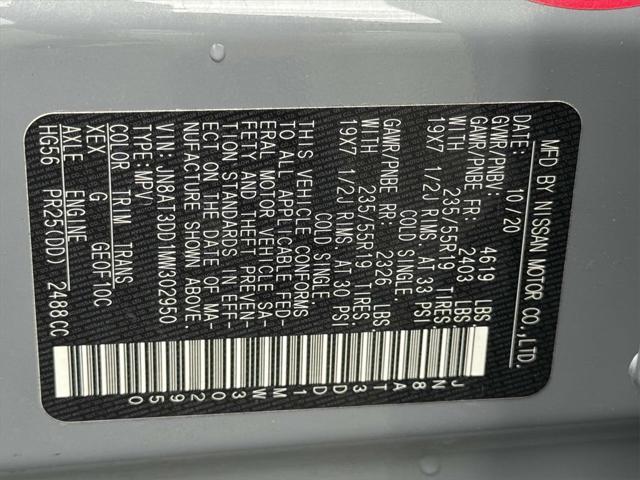 MFD BY NISSAN MOTOR CO.,LTD.
DATE: 10/20
GVWR/PNBV: 4619 LBS.
GAWR/PNBE FR: 2403 LBS
WITH 235/55R19 TIRES:
19X7 1/2J RIMS. AT 33 PSI
COLD SINGLE.
GAWR/PNBE RR: 2326 LBS
WITH 235/55R19 TIRES:
19X7 1/2J RIMS. AT 30 PSI
COLD SINGLE.
THIS VEHICLE CONFORMS
TO ALL APPLICABLE FED-
ERAL MOTOR VEHICLE SA-
FETY AND THEFT PREVEN-
TION STANDARDS IN EFF-
ECT ON THE DATE OF MA-
NUFACTURE SHOWN ABOVE.
VIN: JN8AT3DD1MW302950
TYPE: MPV
COLOR TRIM TRANS
XEX G GE0F10C
AXLE ENGINE
HG56 PR25(DD) 2488CC
JN8AT3DD1MW302950